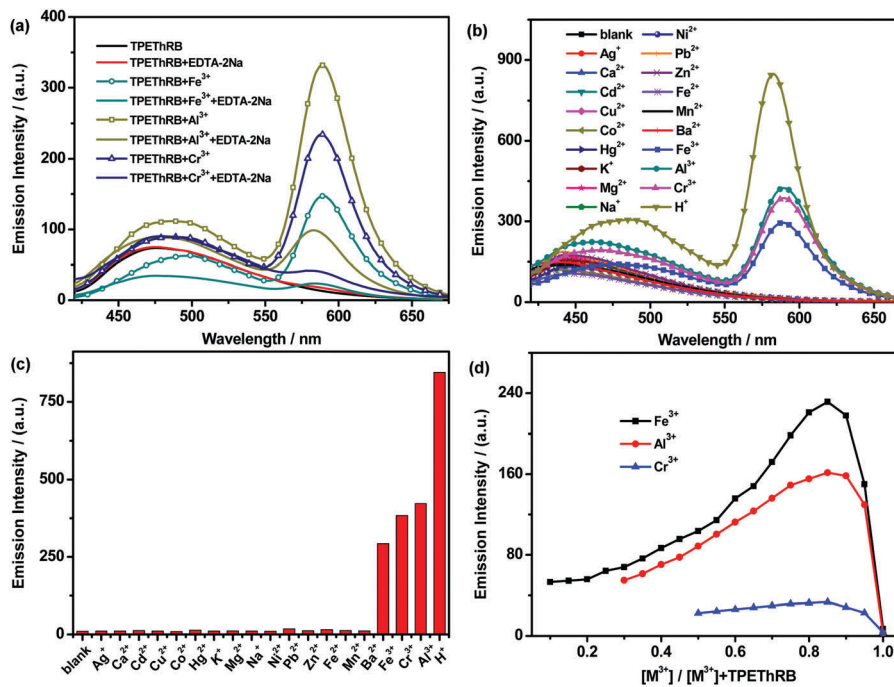 (a)
Emission Intensity / (a.u.)
400
300
200
100
0
TPEThRB
TPEThRB+EDTA-2Na
TPEThRB+Fe³⁺
TPEThRB+Fe³⁺+EDTA-2Na
TPEThRB+Al³⁺
TPEThRB+Al³⁺+EDTA-2Na
TPEThRB+Cr³⁺
TPEThRB+Cr³⁺+EDTA-2Na
450 500 550 600 650
Wavelength / nm
(b)
Emission Intensity / (a.u.)
900
600
300
0
blank Ni²⁺
Ag⁺ Pb²⁺
Ca²⁺ Zn²⁺
Cd²⁺ Fe²⁺
Cu²⁺ Mn²⁺
Co²⁺ Ba²⁺
Hg²⁺ Fe³⁺
K⁺ Al³⁺
Mg²⁺ Cr³⁺
Na⁺ H⁺
450 500 550 600 650
Wavelength / nm
(c)
Emission Intensity / (a.u.)
750
500
250
0
blank Ag⁺ Ca²⁺ Cd²⁺ Cu²⁺ Co²⁺ Hg²⁺ K⁺ Mg²⁺ Na⁺ Ni²⁺ Pb²⁺ Zn²⁺ Fe²⁺ Mn²⁺ Ba²⁺ Fe³⁺ Cr³⁺ Al³⁺ H⁺
(d)
Emission Intensity / (a.u.)
240
160
80
0
Fe³⁺
Al³⁺
Cr³⁺
0.2 0.4 0.6 0.8 1.0
[M³⁺] / [M³⁺]+TPEThRB